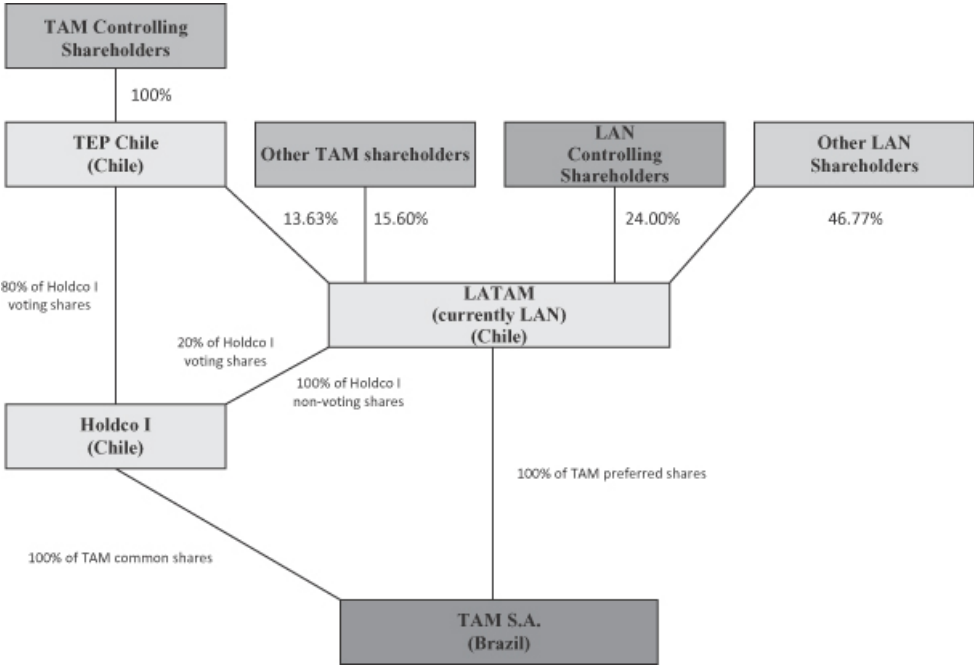 TAM Controlling
Shareholders
100%
TEP Chile
(Chile)
Other TAM shareholders
LAN
Controlling
Shareholders
Other LAN
Shareholders
13.63%
15.60%
24.00%
46.77%
80% of Holdco I
voting shares
LATAM
(currently LAN)
(Chile)
20% of Holdco I
voting shares
100% of Holdco I
non-voting shares
Holdco I
(Chile)
100% of TAM preferred shares
100% of TAM common shares
TAM S.A.
(Brazil)